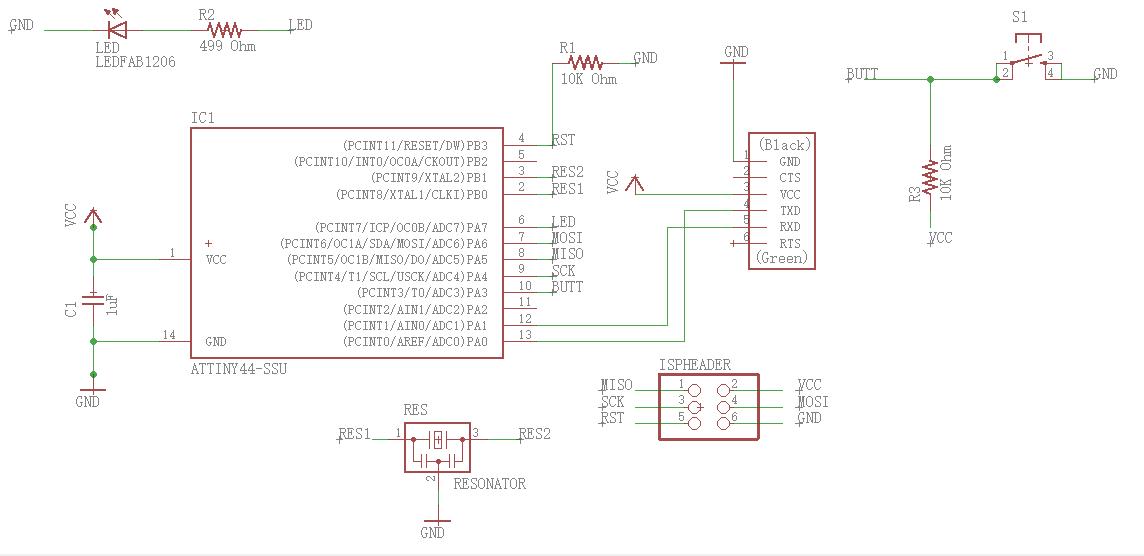 GND
LED
LEDFAB1206
R2
499 Ohm
LED
R1
10K Ohm
GND
GND
S1
1
2
3
4
BUTT
GND
R3
10K Ohm
VCC
IC1
(PCINT11/RESET/DW)PB3 4 RST
(PCINT10/INT0/OC0A/CKOUT)PB2 5
(PCINT9/XTAL2)PB1 3 RES2
(PCINT8/XTAL1/CLKI)PB0 2 RES1
(PCINT7/ICP/OC0B/ADC7)PA7 6 LED
(PCINT6/OC1A/SDA/MOSI/ADC6)PA6 7 MOSI
(PCINT5/OC1B/MISO/DO/ADC5)PA5 8 MISO
(PCINT4/T1/SCL/USCK/ADC4)PA4 9 SCK
(PCINT3/T0/ADC3)PA3 10 BUTT
(PCINT2/AIN1/ADC2)PA2 11
(PCINT1/AIN0/ADC1)PA1 12
(PCINT0/AREF/ADC0)PA0 13
1 VCC
14 GND
ATTINY44-SSU
VCC
C1
1uF
GND
VCC
(Black)
1 GND
2 CTS
3 VCC
4 TXD
5 RXD
6 RTS
(Green)
ISPHEADER
MISO 1 2 VCC
SCK 3 4 MOSI
RST 5 6 GND
RES
RES1 1 3 RES2
2
RESONATOR
GND